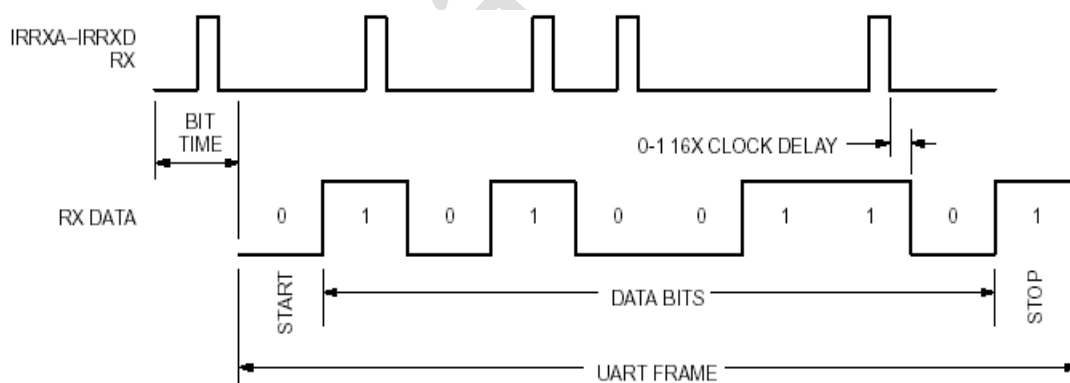 IRRXA–IRRXD
RX
BIT
TIME
0-1 16X CLOCK DELAY
RX DATA
0 1 0 1 0 0 1 1 0 1
START
DATA BITS
STOP
UART FRAME